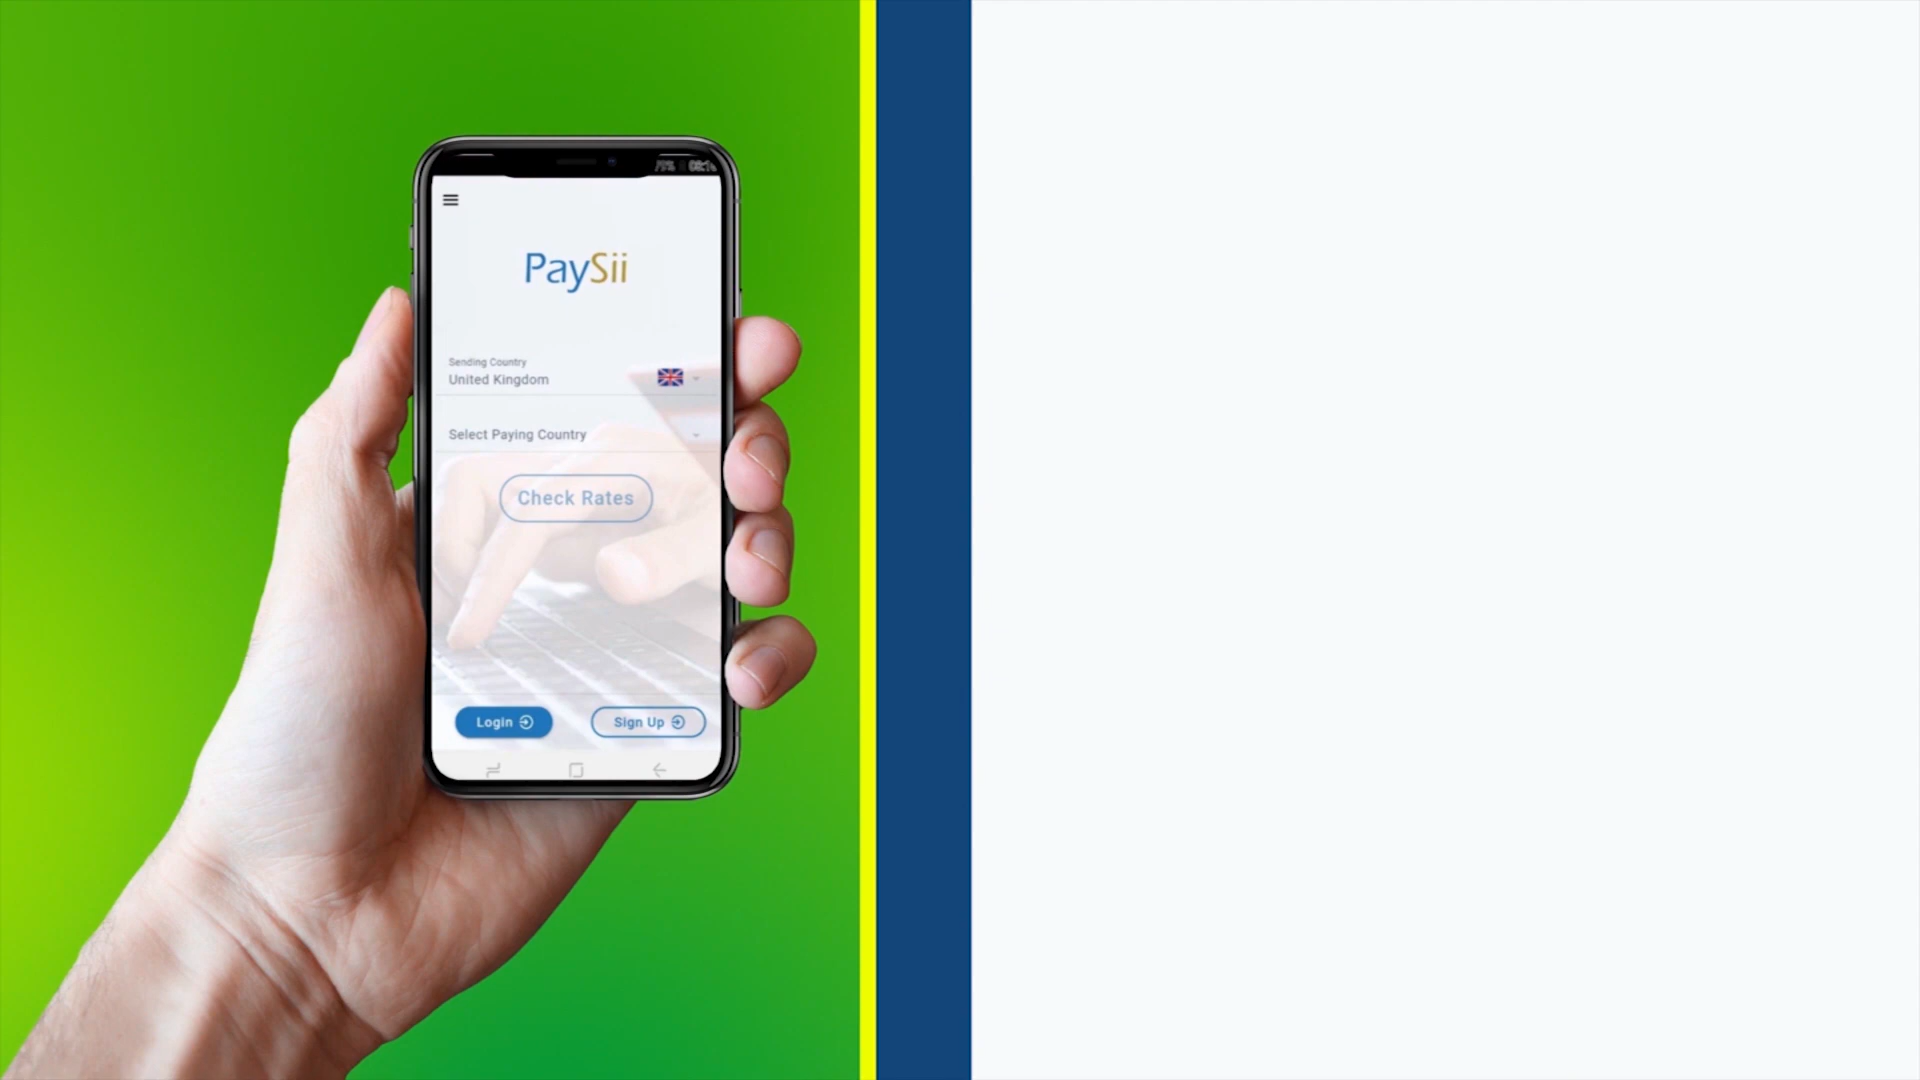 PaySii
Sending Country
United Kingdom
Select Paying Country
Check Rates
Login
Sign Up